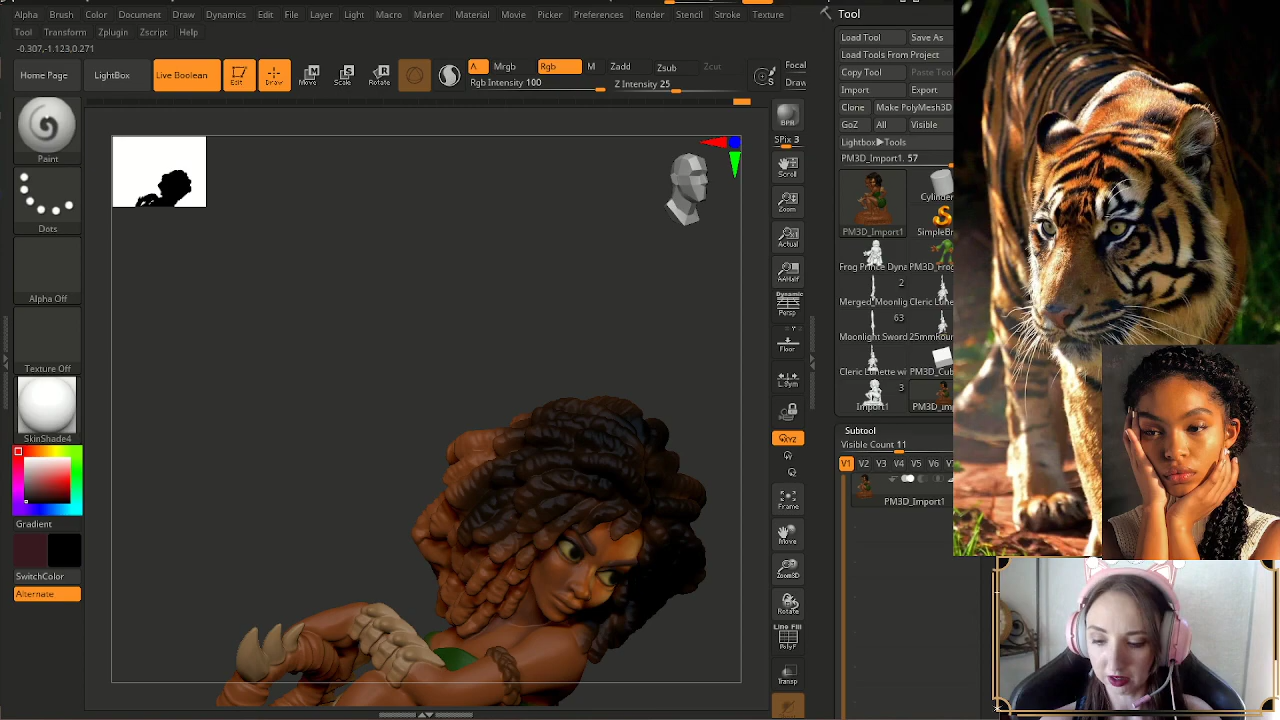 Alpha Brush Color Document Draw Dynamics Edit File Layer Light Macro Marker Material Movie Picker Preferences Render Stencil Stroke Texture
Tool Transform Zplugin Zscript Help
-0.307,-1.123,0.271
Home Page LightBox Live Boolean Edit Draw Move Scale Rotate
A Mrgb Rgb M Zadd Zsub Zcut Focal
Rgb Intensity 100 Z Intensity 25 Draw
Paint
Dots
Alpha Off
Texture Off
SkinShade4
Gradient
SwitchColor
Alternate
BPR
SPix 3
Scroll
Zoom
Actual
AAHalf
Dynamic
Persp
Floor
L.Sym
XYZ
Frame
Move
Zoom3D
Rotate
Line Fill
PolyF
Transp
Tool
Load Tool Save As
Load Tools From Project
Copy Tool Paste Tool
Import Export
Clone Make PolyMesh3D
GoZ All Visible
Lightbox▶Tools
PM3D_Import1. 57
Cylinder
PM3D_Import1 SimpleBr
Frog Prince Dyna PM3D_Frog
2
Merged_Moonlig Cleric Lun
63
Moonlight Sword 25mmRoun
Cleric Lunette wi PM3D_Cub
3
Import1 PM3D_Im
Subtool
Visible Count 11
V1 V2 V3 V4 V5 V6 V
PM3D_Import1